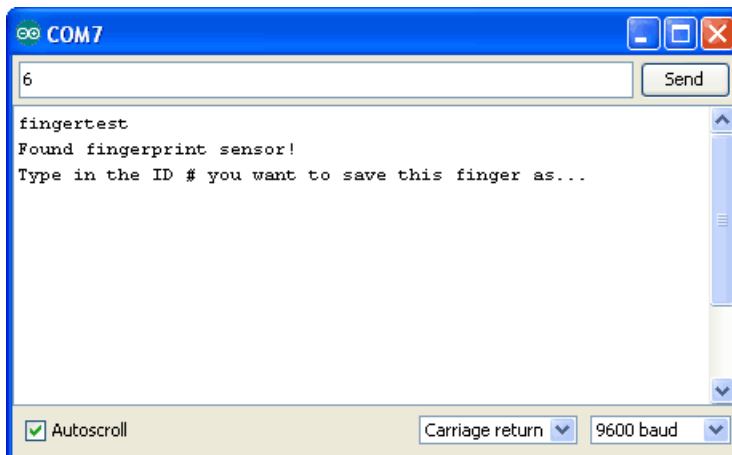 COM7
6
Send
fingertest
Found fingerprint sensor!
Type in the ID # you want to save this finger as...
Autoscroll
Carriage return
9600 baud